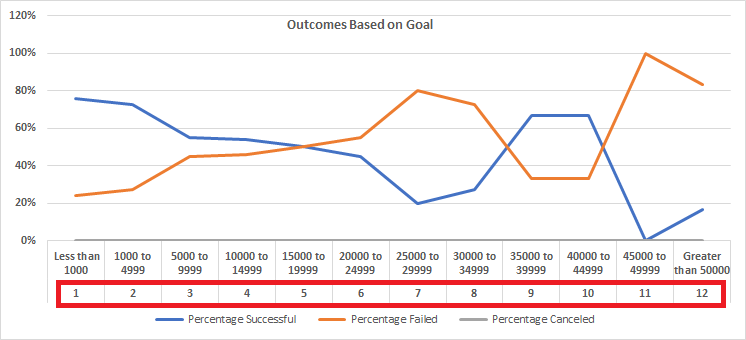 Outcomes Based on Goal
120%
100%
80%
60%
40%
20%
0%
Less than 1000 to 5000 to 10000 to 15000 to 20000 to 25000 to 30000 to 35000 to 40000 to 45000 to Greater
1000 4999 9999 14999 19999 24999 29999 34999 39999 44999 49999 than 50000
1 2 3 4 5 6 7 8 9 10 11 12
Percentage Successful Percentage Failed Percentage Canceled